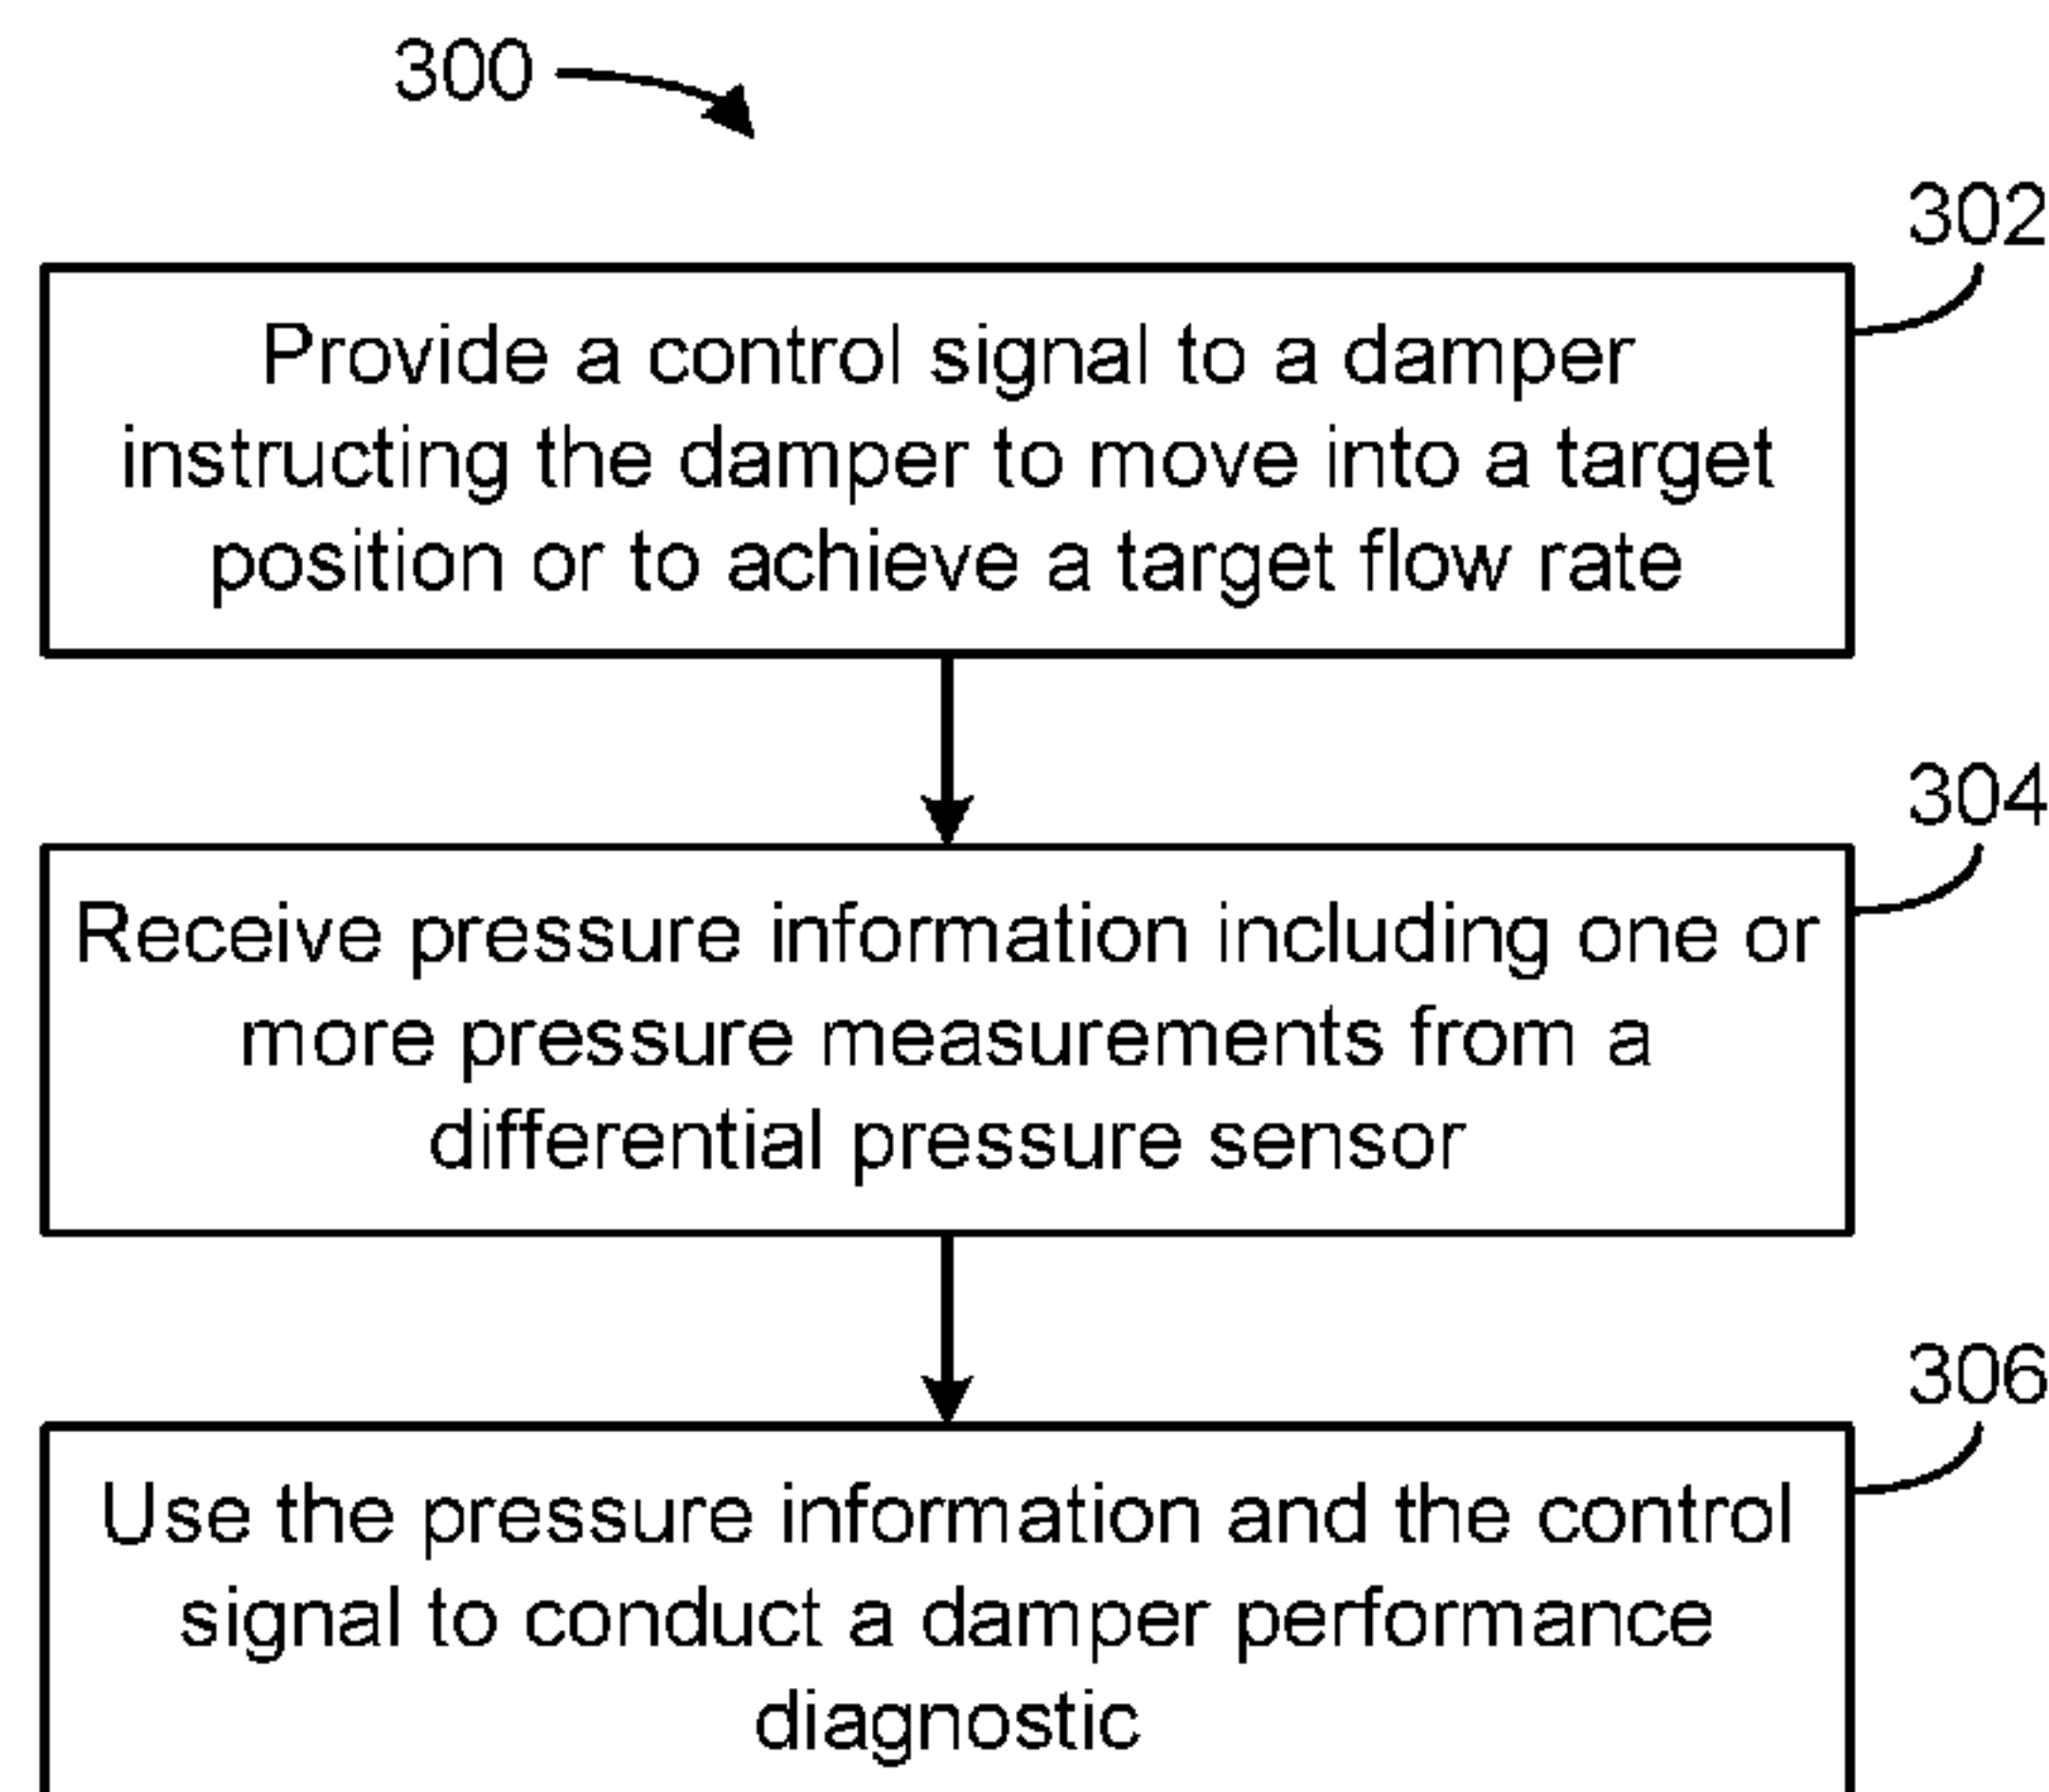 300
302
Provide a control signal to a damper
instructing the damper to move into a target
position or to achieve a target flow rate
304
Receive pressure information including one or
more pressure measurements from a
differential pressure sensor
306
Use the pressure information and the control
signal to conduct a damper performance
diagnostic